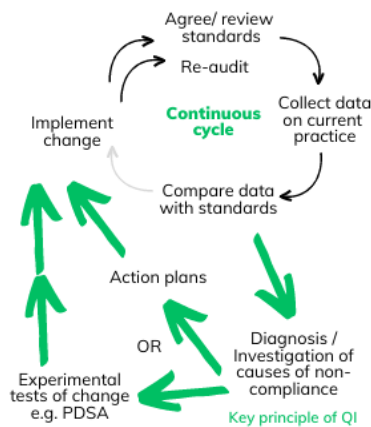 Agree/ review
standards
Re-audit
Continuous
cycle
Collect data
on current
practice
Implement
change
Compare data
with standards
Action plans
OR
Diagnosis /
Investigation of
causes of non-
compliance
Key principle of QI
Experimental
tests of change
e.g. PDSA